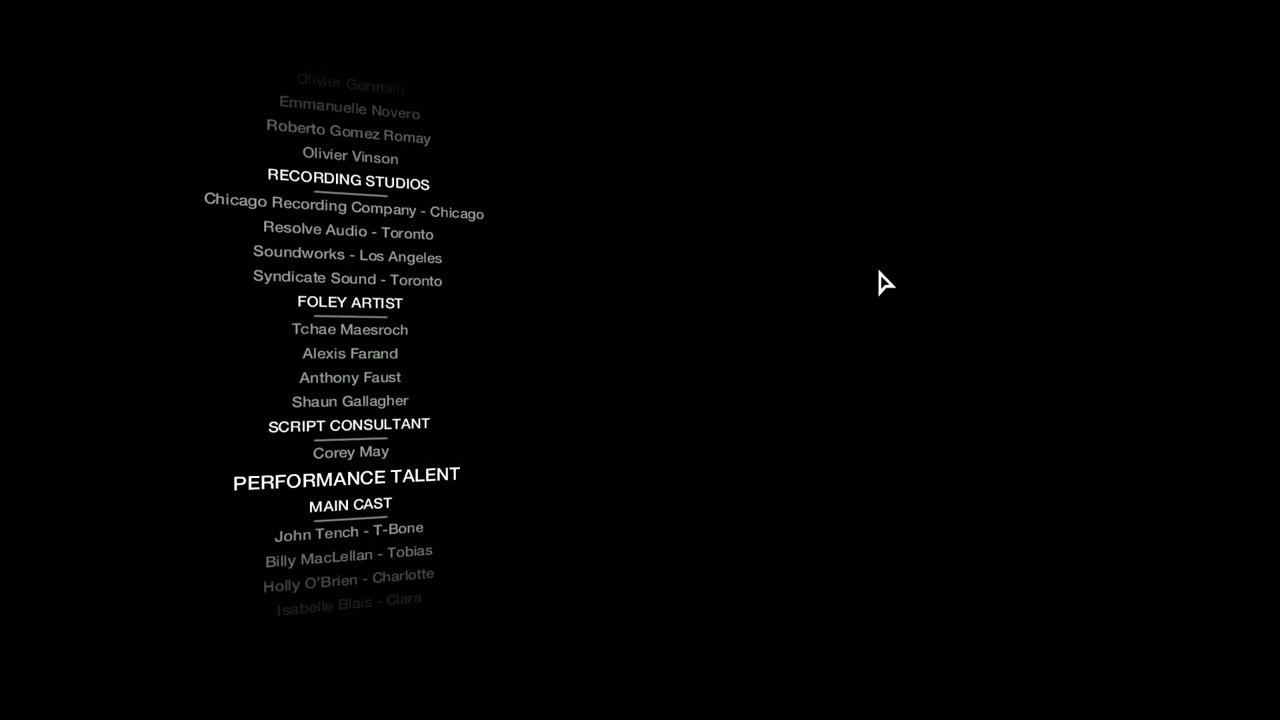 Olivier Germain
Emmanuelle Novero
Roberto Gomez Romay
Olivier Vinson
RECORDING STUDIOS
Chicago Recording Company - Chicago
Resolve Audio - Toronto
Soundworks - Los Angeles
Syndicate Sound - Toronto
FOLEY ARTIST
Tchae Maesroch
Alexis Farand
Anthony Faust
Shaun Gallagher
SCRIPT CONSULTANT
Corey May
PERFORMANCE TALENT
MAIN CAST
John Tench - T-Bone
Billy MacLellan - Tobias
Holly O'Brien - Charlotte
Isabelle Blais - Clara